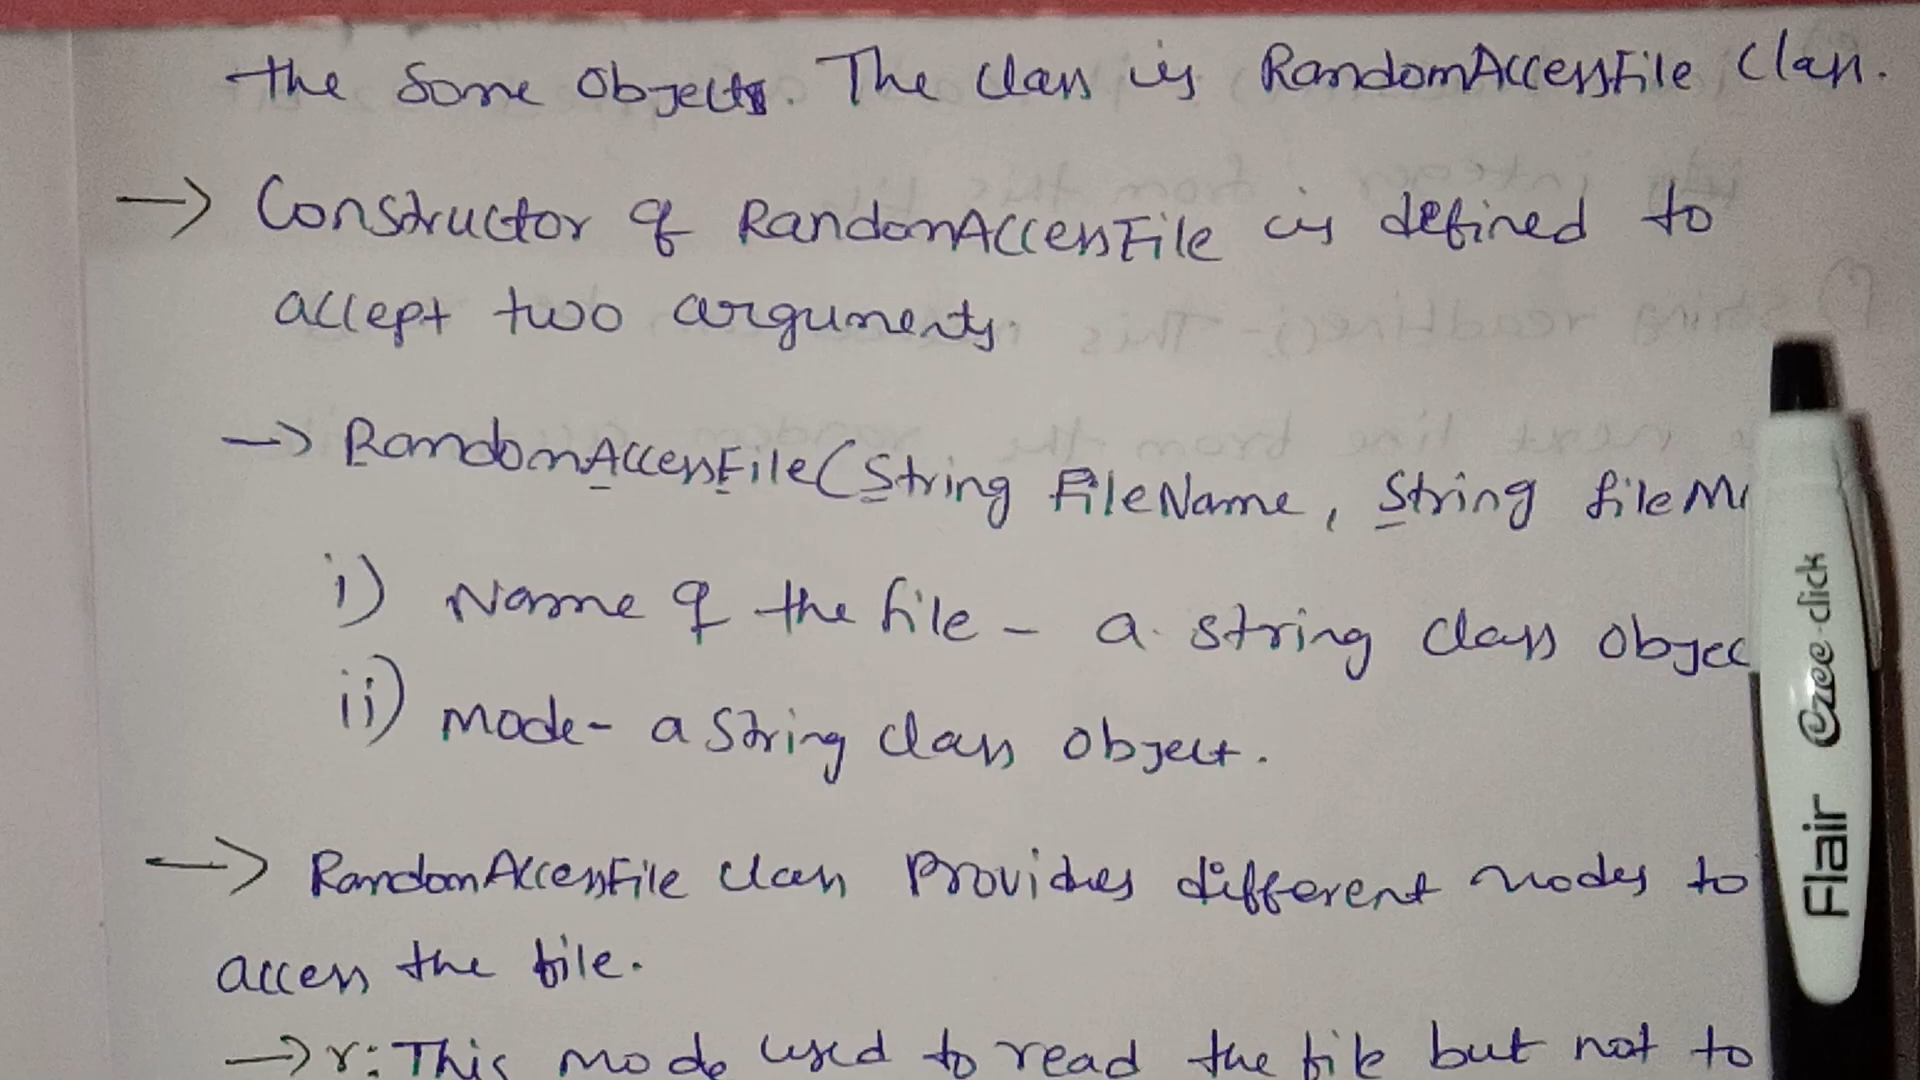 the some objects. The class is RandomAccessFile class.
→ Constructor of RandomAccessFile is defined to
accept two arguments.
→ RandomAccessFile(String FileName, String fileM
i) Name of the file - a string class objec
ii) mode - a string class object.
→ RandomAccessFile class provides different modes to
access the file.
→ r: This mode used to read the file but not to
Flair Ezee-click